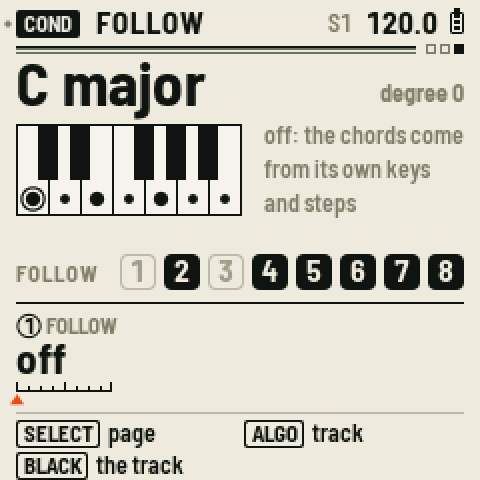 COND FOLLOW S1 120.0
C major degree 0
off: the chords come
from its own keys
and steps
FOLLOW 1 2 3 4 5 6 7 8
1 FOLLOW
off
SELECT page ALGO track
BLACK the track